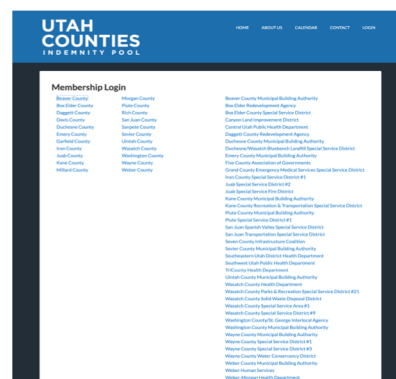 UTAH
COUNTIES
INDEMNITY POOL
HOME ABOUT US CALENDAR CONTACT LOGIN
Membership Login
Beaver County
Box Elder County
Daggett County
Davis County
Duchesne County
Emery County
Garfield County
Iron County
Juab County
Kane County
Millard County
Morgan County
Piute County
Rich County
San Juan County
Sanpete County
Sevier County
Uintah County
Wasatch County
Washington County
Wayne County
Weber County
Beaver County Municipal Building Authority
Box Elder Redevelopment Agency
Box Elder County Special Service District
Canyon Land Improvement District
Central Utah Public Health Department
Daggett County Redevelopment Agency
Duchesne County Municipal Building Authority
Duchesne/Wasatch Bluebench Landfill Special Service District
Emery County Municipal Building Authority
Five County Association of Governments
Grand County Emergency Medical Services Special Service District
Iron County Special Service District #1
Juab Special Service District #2
Juab Special Service Fire District
Kane County Municipal Building Authority
Kane County Recreation & Transportation Special Service District
Piute County Municipal Building Authority
Piute Special Service District #1
San Juan Spanish Valley Special Service District
San Juan Transportation Special Service District
Seven County Infrastructure Coalition
Sevier County Municipal Building Authority
Southeastern Utah District Health Department
Southwest Utah Public Health Department
TriCounty Health Department
Uintah County Municipal Building Authority
Wasatch County Health Department
Wasatch County Parks & Recreation Special Service District #21
Wasatch County Solid Waste Disposal District
Wasatch County Special Service Area #1
Wasatch County Special Service District #9
Washington County/St. George Interlocal Agency
Washington County Municipal Building Authority
Wayne County Municipal Building Authority
Wayne County Special Service District #1
Wayne County Special Service District #3
Wayne County Water Conservancy District
Weber County Municipal Building Authority
Weber Human Services
Weber-Morgan Health Department